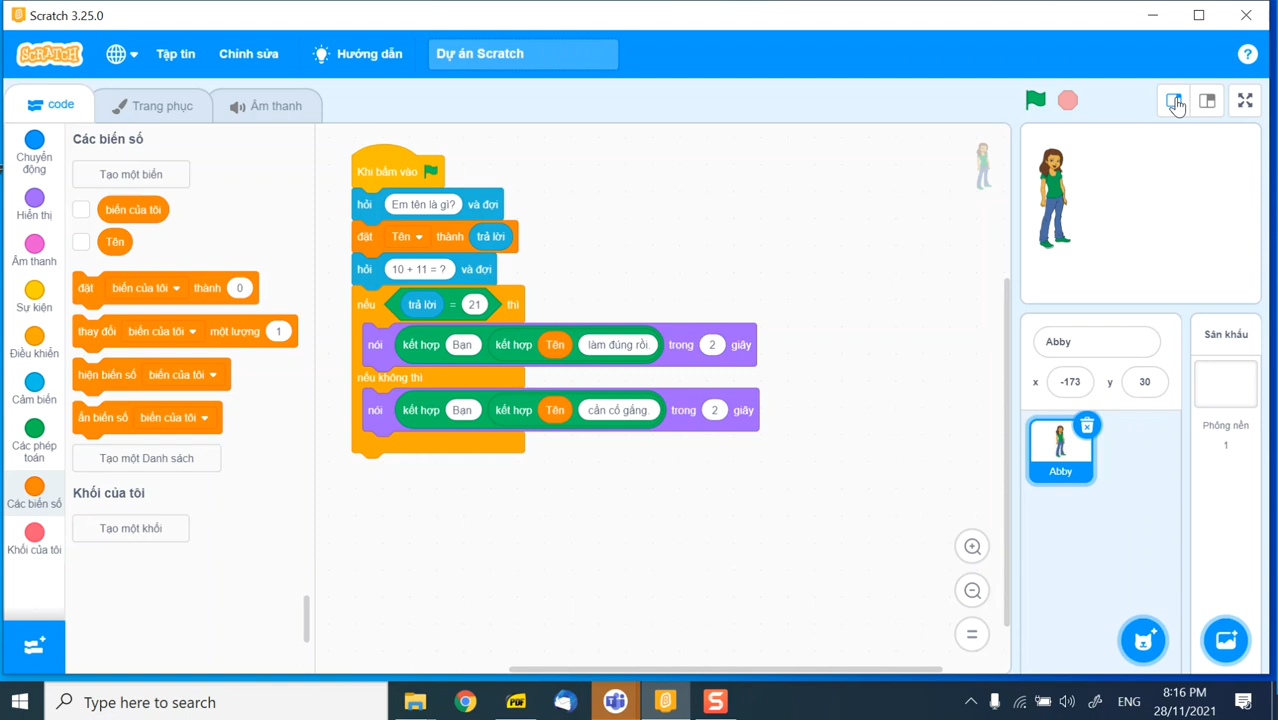 Scratch 3.25.0
SCRATCH
Tập tin
Chỉnh sửa
Hướng dẫn
Dự án Scratch
?
code
Trang phục
Âm thanh
Chuyển động
Hiển thị
Âm thanh
Sự kiện
Điều khiển
Cảm biến
Các phép toán
Các biến số
Khối của tôi
Các biến số
Tạo một biến
biến của tôi
Tên
đặt biến của tôi thành 0
thay đổi biến của tôi một lượng 1
hiện biến số biến của tôi
ẩn biến số biến của tôi
Tạo một Danh sách
Khối của tôi
Tạo một khối
Khi bấm vào
hỏi Em tên là gì? và đợi
đặt Tên thành trả lời
hỏi 10 + 11 = ? và đợi
nếu trả lời = 21 thì
nói kết hợp Bạn kết hợp Tên làm đúng rồi. trong 2 giây
nếu không thì
nói kết hợp Bạn kết hợp Tên cần cố gắng. trong 2 giây
Abby
x -173 y 30
Abby
Sân khấu
Phông nền
1
Type here to search
PDF
S
ENG
8:16 PM
28/11/2021